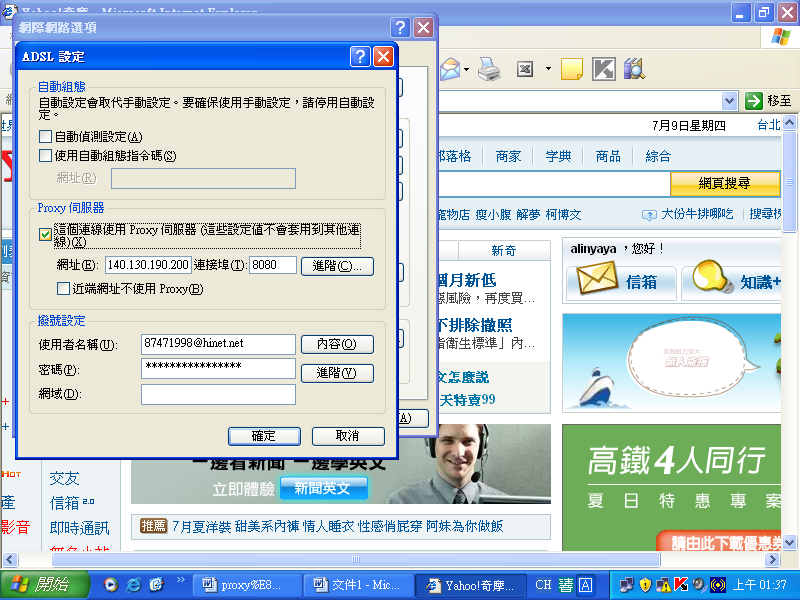 Yahoo!奇摩 - Microsoft Internet Explorer
網際網路選項
ADSL 設定
自動組態
自動設定會取代手動設定。要確保使用手動設定，請停用自動設
定。
自動偵測設定(A)
使用自動組態指令碼(S)
網址(R)
Proxy 伺服器
這個連線使用 Proxy 伺服器 (這些設定值不會套用到其他連
線)(X)
網址(E): 140.130.190.200 連接埠(T): 8080 進階(C)...
近端網址不使用 Proxy(B)
撥號設定
使用者名稱(U): 87471998@hinet.net 內容(O)
密碼(P): **************** 進階(V)
網域(D):
確定 取消
(A)
移至
7月9日星期四 台北
部落格 商家 字典 商品 綜合
網頁搜尋
寵物店 瘦小腹 解夢 柯博文 大份牛排哪吃 搜尋
新奇
個月新低
風險，再度買...
不排除撤照
指衛生標準」內...
文怎麼說
天特賣99
alinyaya ，您好！
信箱 知識+
無人熊擋
一邊看新聞 一邊學英文
立即體驗 新聞英文
高鐵4人同行
夏日特惠專案
請由此下載優惠券
HOT
產
影音
交友
信箱 2.0
即時通訊
無名小站
推薦 7月夏洋裝 甜美系內褲 情人睡衣 性感俏屁穿 阿妹為你做飯
開始 proxy%E8... 文件1 - Mic... Yahoo!奇摩... CH A 上午 01:37